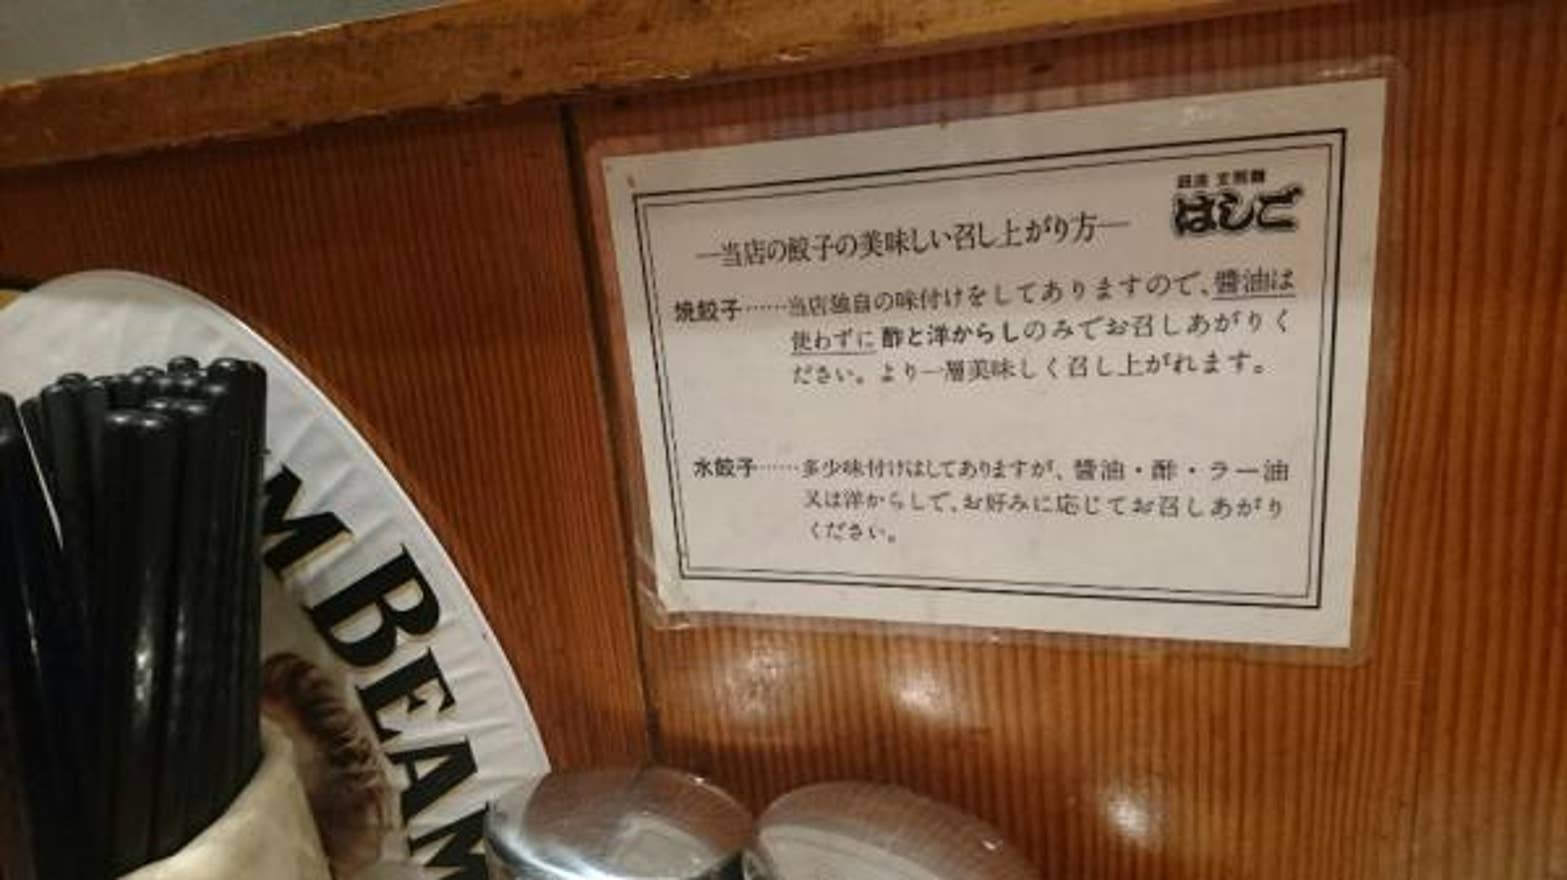 銀座 支那麺
はしご
―当店の餃子の美味しい召し上がり方―
焼餃子……当店独自の味付けをしてありますので、醬油は
使わずに酢と洋からしのみでお召しあがりく
ださい。より一層美味しく召し上がれます。
水餃子……多少味付けはしてありますが、醬油・酢・ラー油
又は洋からしで、お好みに応じてお召しあがり
ください。
M BEAM